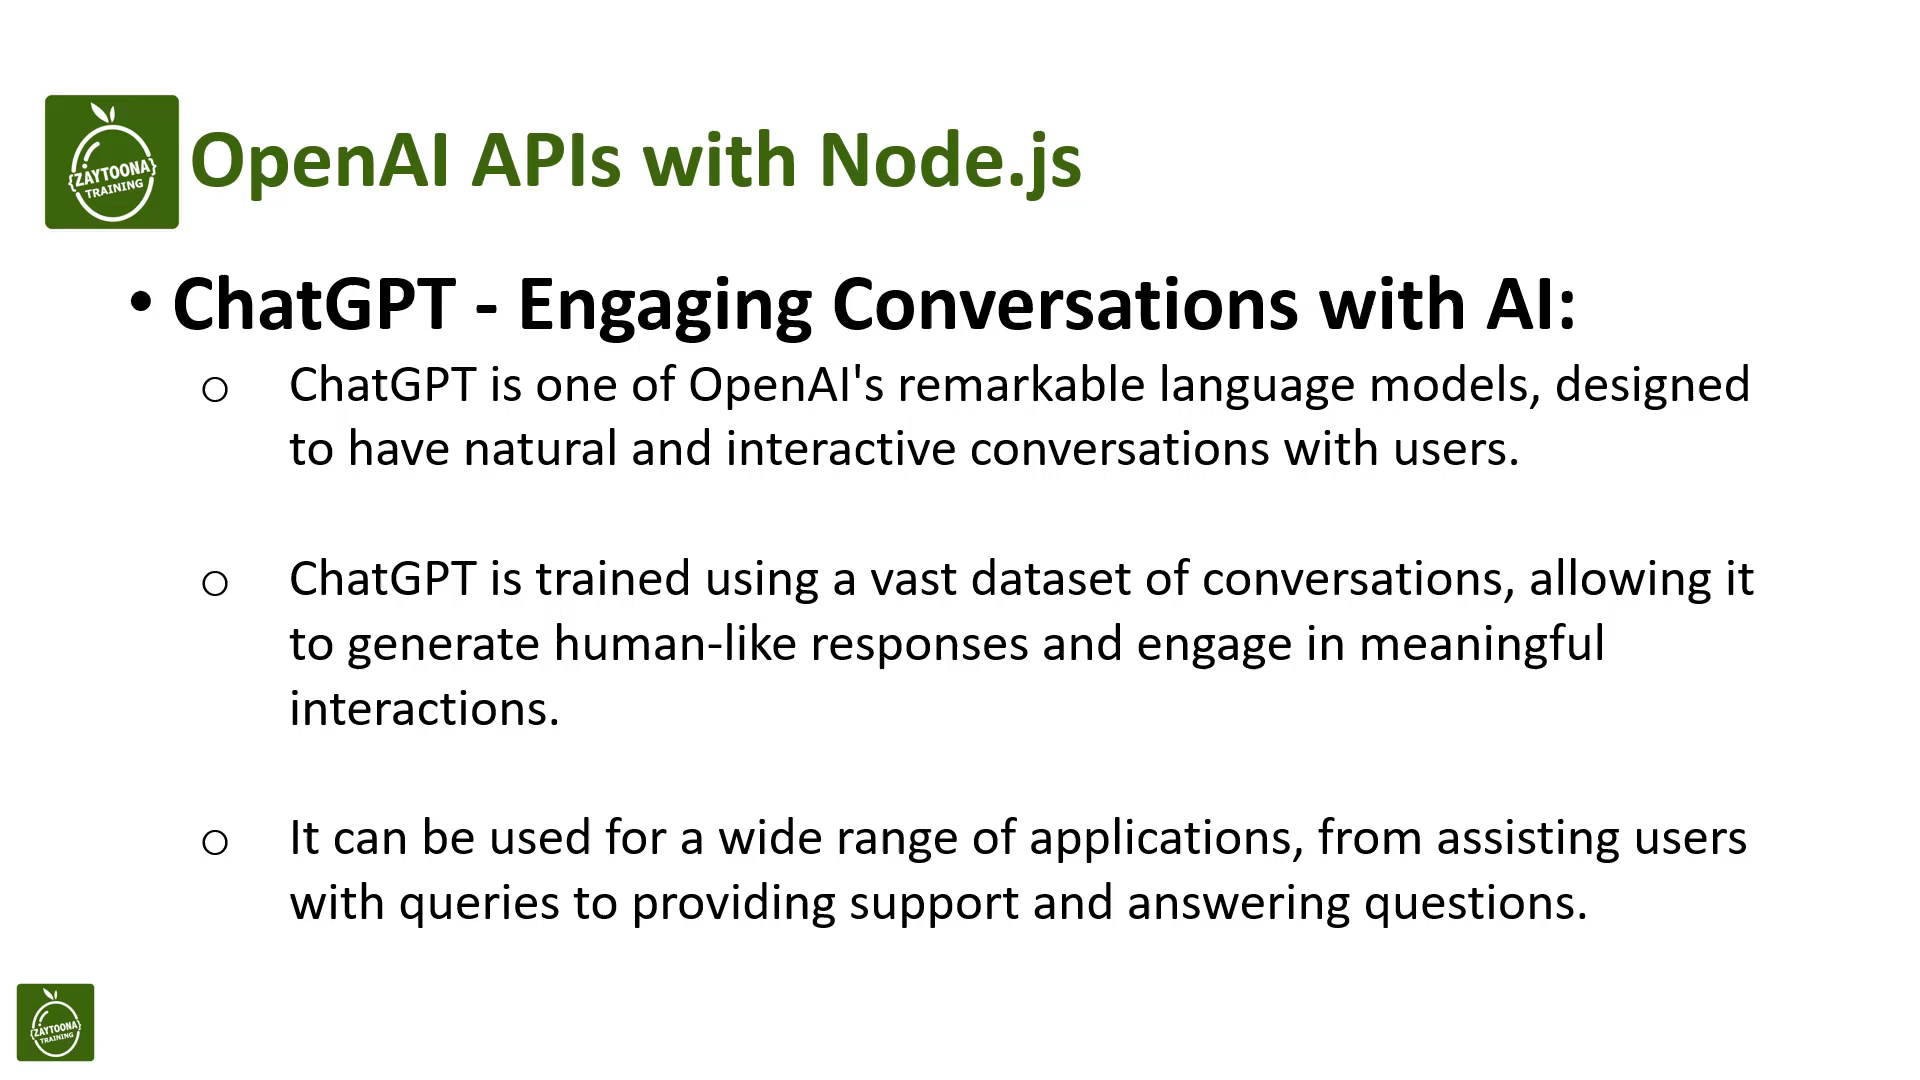 {ZAYTOONA}
TRAINING
OpenAI APIs with Node.js
• ChatGPT - Engaging Conversations with AI:
o ChatGPT is one of OpenAI's remarkable language models, designed
to have natural and interactive conversations with users.
o ChatGPT is trained using a vast dataset of conversations, allowing it
to generate human-like responses and engage in meaningful
interactions.
o It can be used for a wide range of applications, from assisting users
with queries to providing support and answering questions.
{ZAYTOONA}
TRAINING